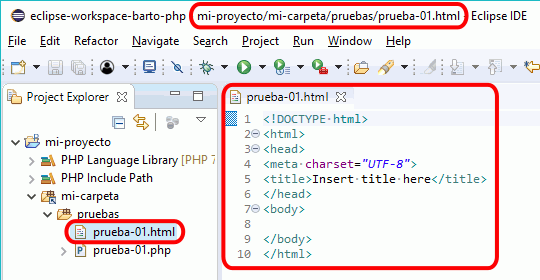 eclipse-workspace-barto-php - mi-proyecto/mi-carpeta/pruebas/prueba-01.html - Eclipse IDE
File Edit Refactor Navigate Search Project Run Window Help
Project Explorer
mi-proyecto
PHP Language Library [PHP 7
PHP Include Path
mi-carpeta
pruebas
prueba-01.html
prueba-01.php
prueba-01.html
1 <!DOCTYPE html>
2 <html>
3 <head>
4 <meta charset="UTF-8">
5 <title>Insert title here</title>
6 </head>
7 <body>
8
9 </body>
10 </html>